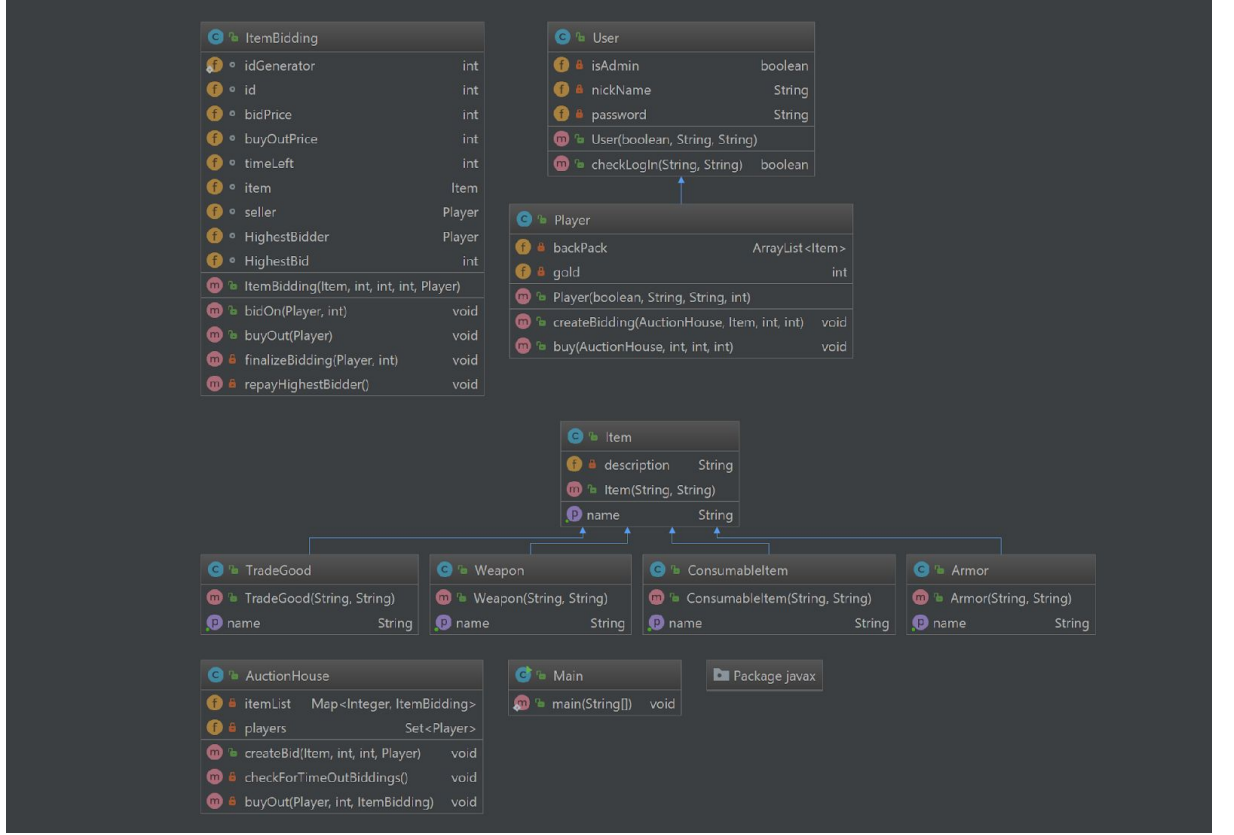 ItemBidding
idGenerator int
id int
bidPrice int
buyOutPrice int
timeLeft int
item Item
seller Player
HighestBidder Player
HighestBid int
ItemBidding(Item, int, int, int, Player)
bidOn(Player, int) void
buyOut(Player) void
finalizeBidding(Player, int) void
repayHighestBidder() void
User
isAdmin boolean
nickName String
password String
User(boolean, String, String)
checkLogIn(String, String) boolean
Player
backPack ArrayList<Item>
gold int
Player(boolean, String, String, int)
createBidding(AuctionHouse, Item, int, int) void
buy(AuctionHouse, int, int, int) void
Item
description String
Item(String, String)
name String
TradeGood
TradeGood(String, String)
name String
Weapon
Weapon(String, String)
name String
ConsumableItem
ConsumableItem(String, String)
name String
Armor
Armor(String, String)
name String
AuctionHouse
itemList Map<Integer, ItemBidding>
players Set<Player>
createBid(Item, int, int, Player) void
checkForTimeOutBiddings() void
buyOut(Player, int, ItemBidding) void
Main
main(String[]) void
Package javax